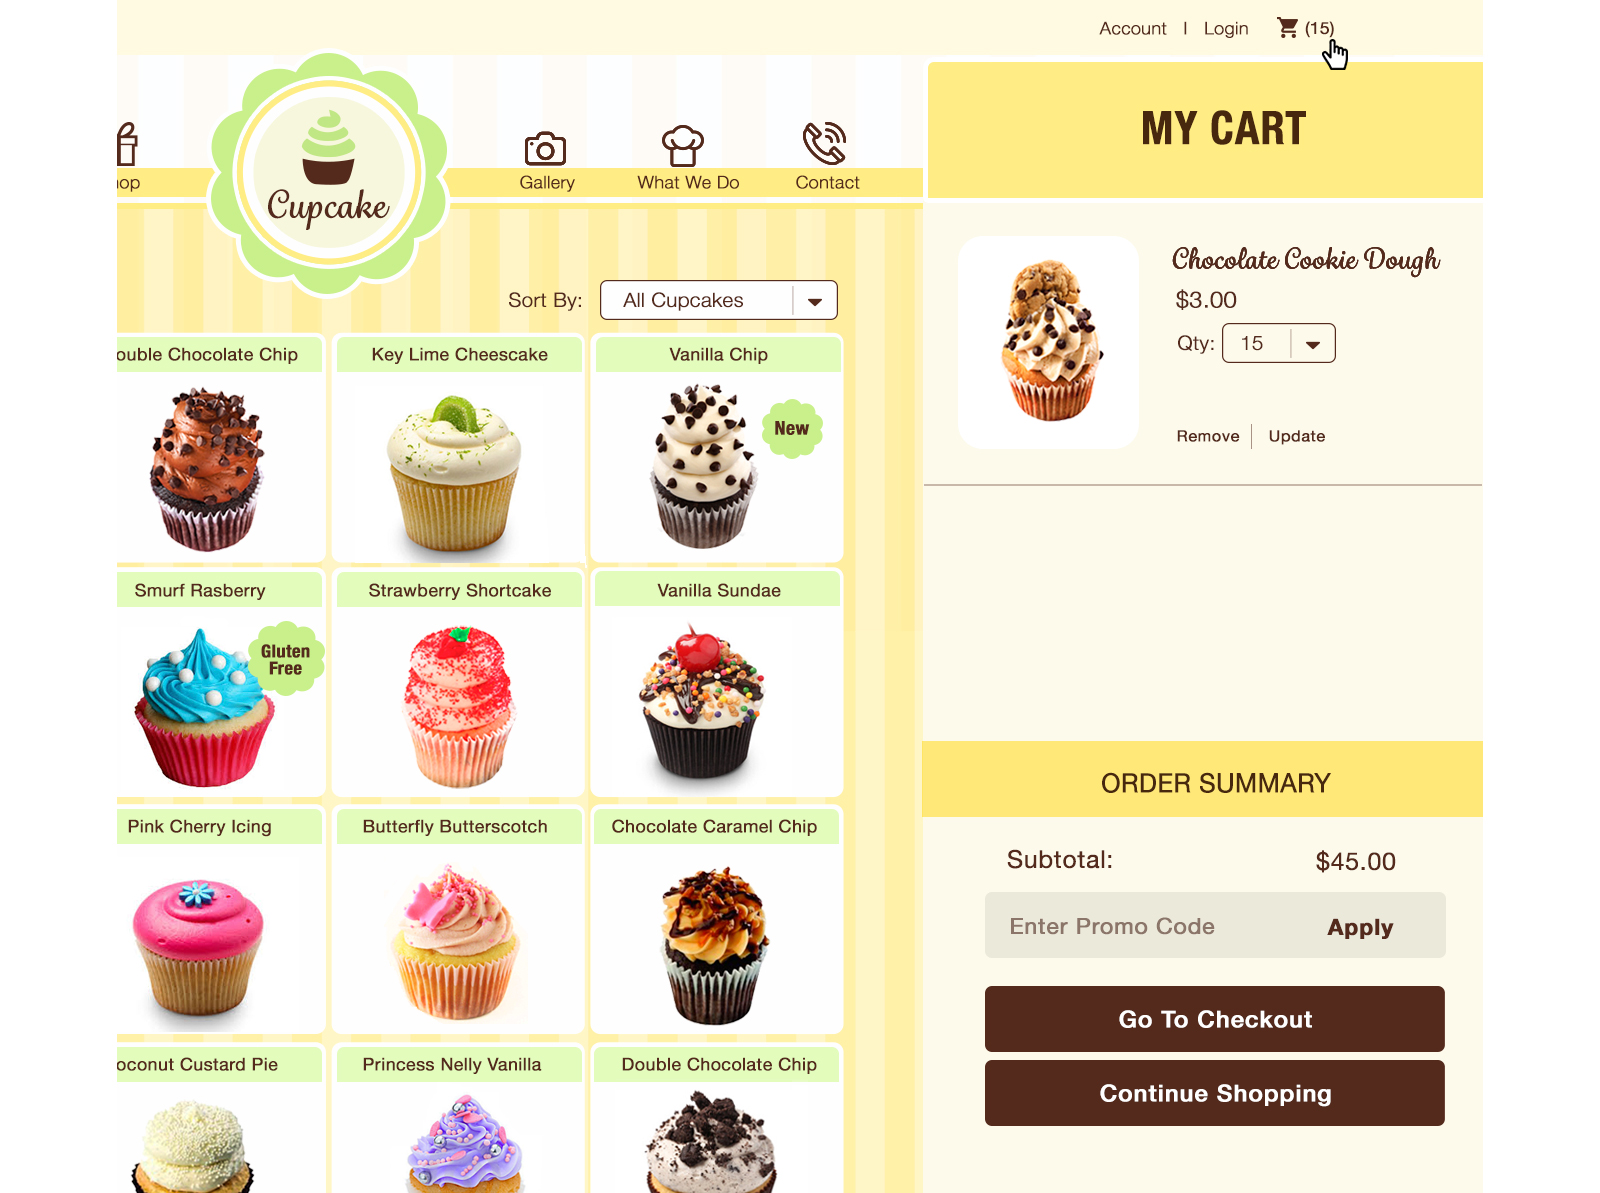 Account | Login (15)
MY CART
hop
Gallery
What We Do
Contact
Cupcake
Sort By: All Cupcakes
Chocolate Cookie Dough
$3.00
Qty: 15
Remove | Update
ouble Chocolate Chip
Key Lime Cheescake
Vanilla Chip
New
Smurf Rasberry
Strawberry Shortcake
Vanilla Sundae
Gluten
Free
Pink Cherry Icing
Butterfly Butterscotch
Chocolate Caramel Chip
oconut Custard Pie
Princess Nelly Vanilla
Double Chocolate Chip
ORDER SUMMARY
Subtotal: $45.00
Enter Promo Code Apply
Go To Checkout
Continue Shopping